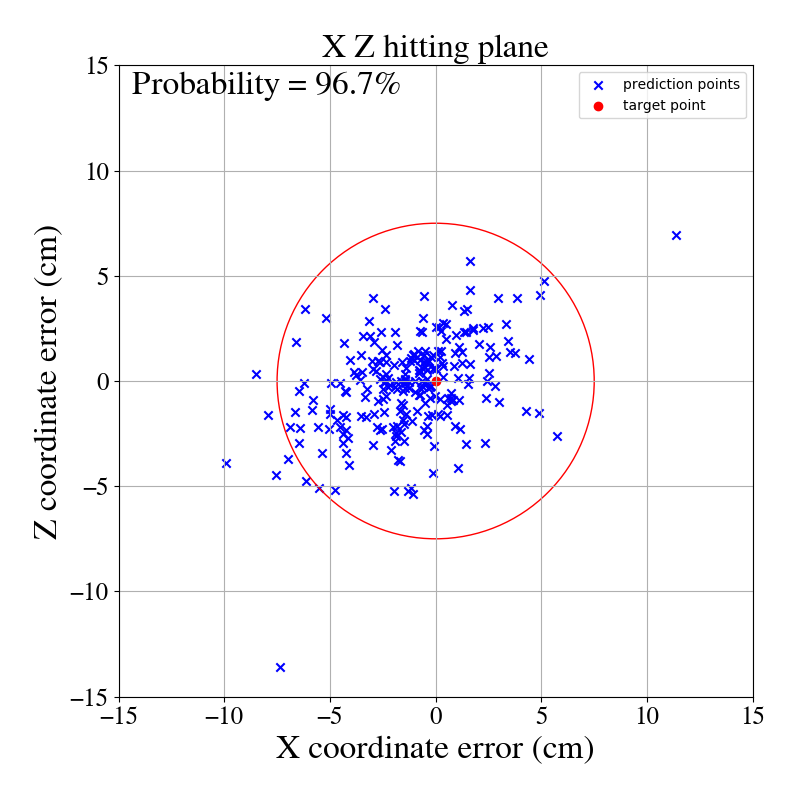 X Z hitting plane
Probability = 96.7%
prediction points
target point
15
10
5
0
−5
−10
−15
Z coordinate error (cm)
−15 −10 −5 0 5 10 15
X coordinate error (cm)